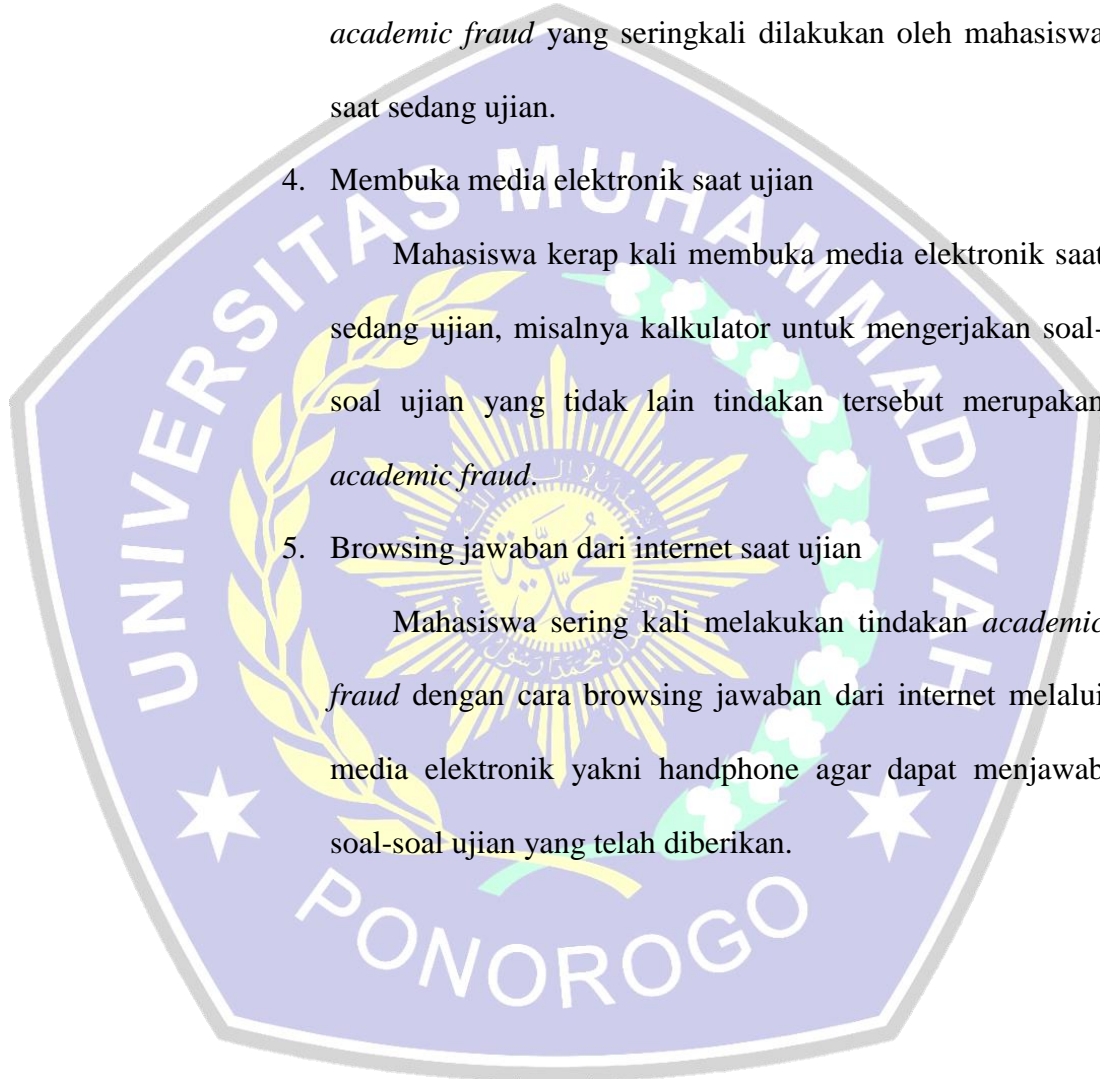 academic fraud yang seringkali dilakukan oleh mahasiswa
saat sedang ujian.
4. Membuka media elektronik saat ujian
Mahasiswa kerap kali membuka media elektronik saat
sedang ujian, misalnya kalkulator untuk mengerjakan soal-
soal ujian yang tidak lain tindakan tersebut merupakan
academic fraud.
5. Browsing jawaban dari internet saat ujian
Mahasiswa sering kali melakukan tindakan academic
fraud dengan cara browsing jawaban dari internet melalui
media elektronik yakni handphone agar dapat menjawab
soal-soal ujian yang telah diberikan.
UNIVERSITAS MUHAMMADIYAH
PONOROGO
محمد